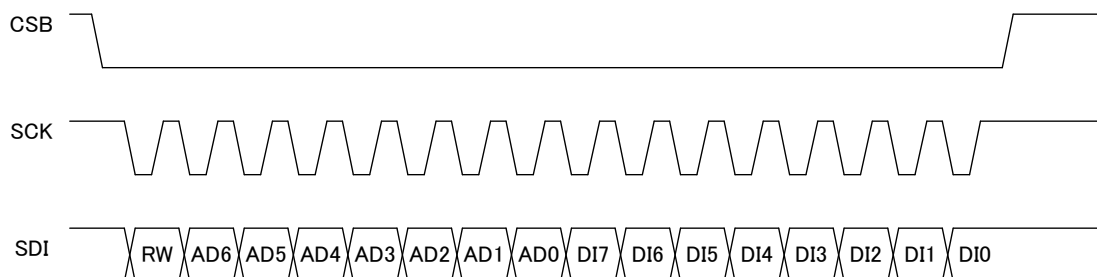 CSB
SCK
SDI RW AD6 AD5 AD4 AD3 AD2 AD1 AD0 DI7 DI6 DI5 DI4 DI3 DI2 DI1 DI0